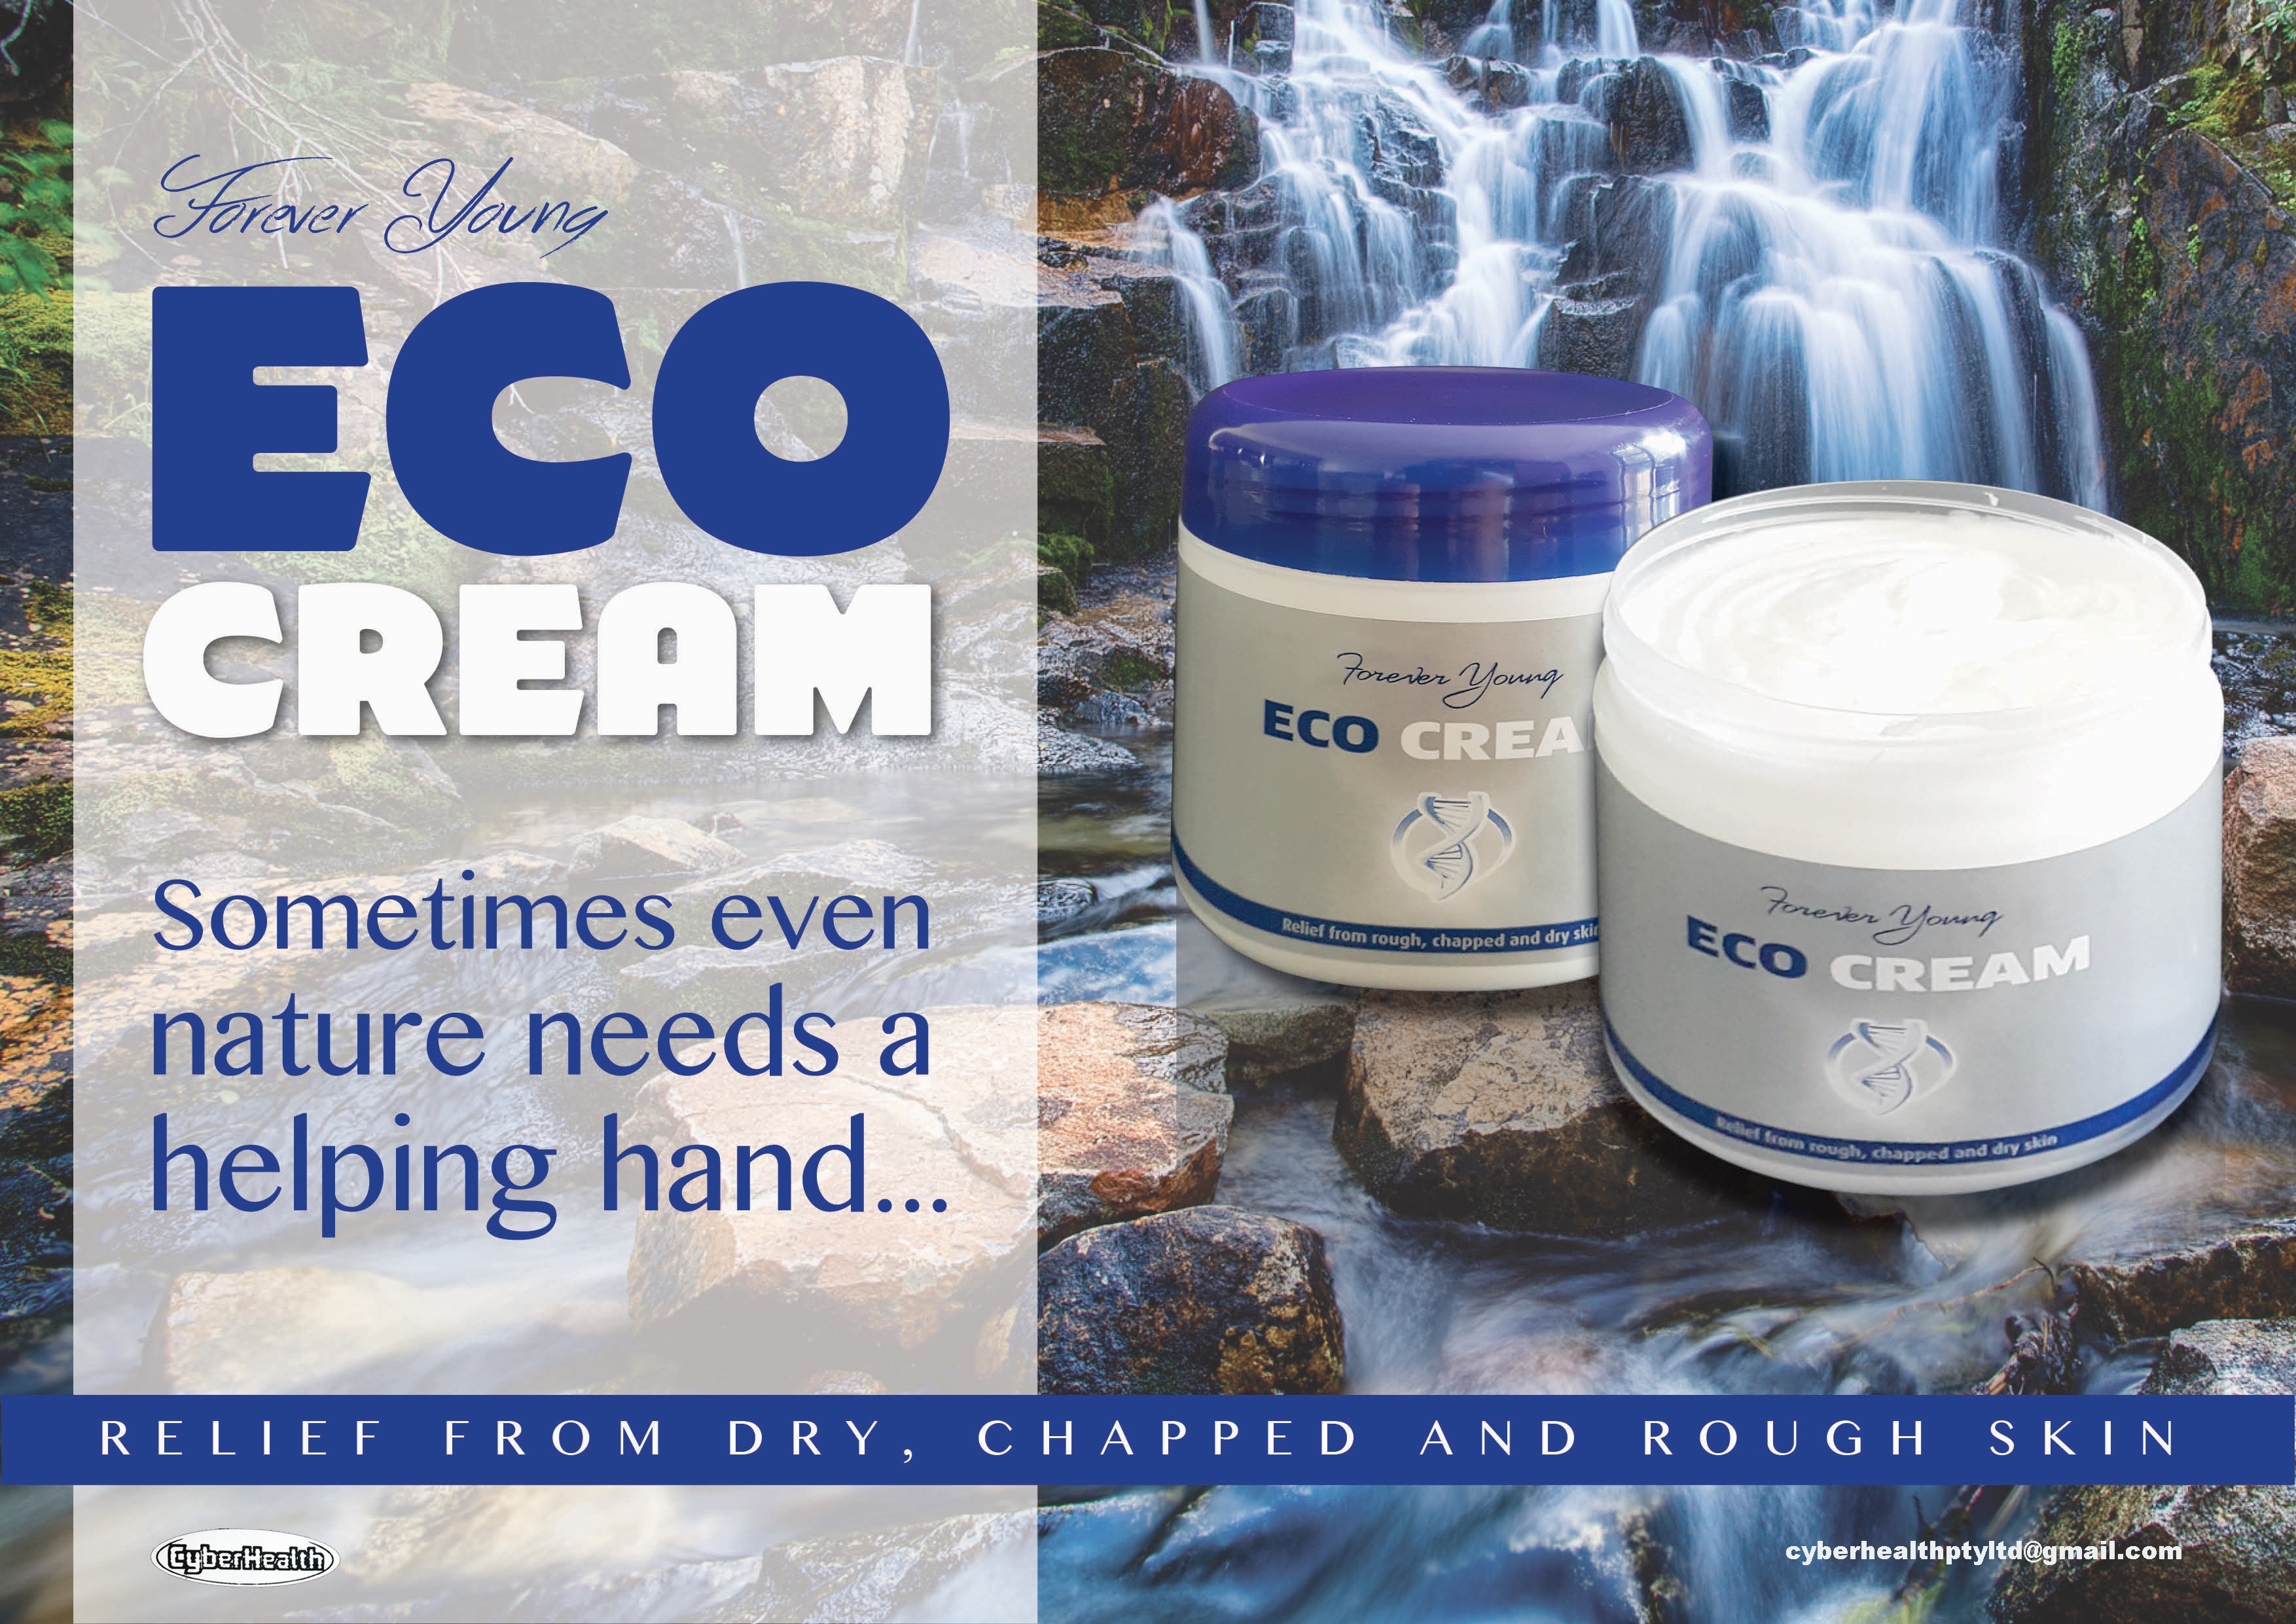 Forever Young
ECO
CREAM
Sometimes even
nature needs a
helping hand...
Forever Young
ECO CREA
Relief from rough, chapped and dry skin
Forever Young
ECO CREAM
Relief from rough, chapped and dry skin
RELIEF FROM DRY, CHAPPED AND ROUGH SKIN
CyberHealth
cyberhealthptyltd@gmail.com